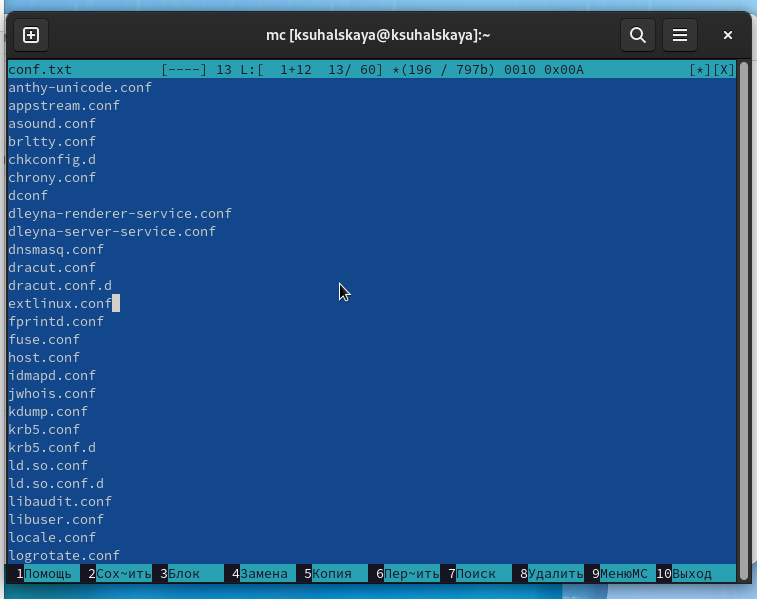 mc [ksuhalskaya@ksuhalskaya]:~
conf.txt [----] 13 L:[ 1+12 13/ 60] *(196 / 797b) 0010 0x00A [*][X]
anthy-unicode.conf
appstream.conf
asound.conf
brltty.conf
chkconfig.d
chrony.conf
dconf
dleyna-renderer-service.conf
dleyna-server-service.conf
dnsmasq.conf
dracut.conf
dracut.conf.d
extlinux.conf
fprintd.conf
fuse.conf
host.conf
idmapd.conf
jwhois.conf
kdump.conf
krb5.conf
krb5.conf.d
ld.so.conf
ld.so.conf.d
libaudit.conf
libuser.conf
locale.conf
logrotate.conf
1Помощь 2Сох~ить 3Блок 4Замена 5Копия 6Пер~ить 7Поиск 8Удалить 9МенюMC 10Выход